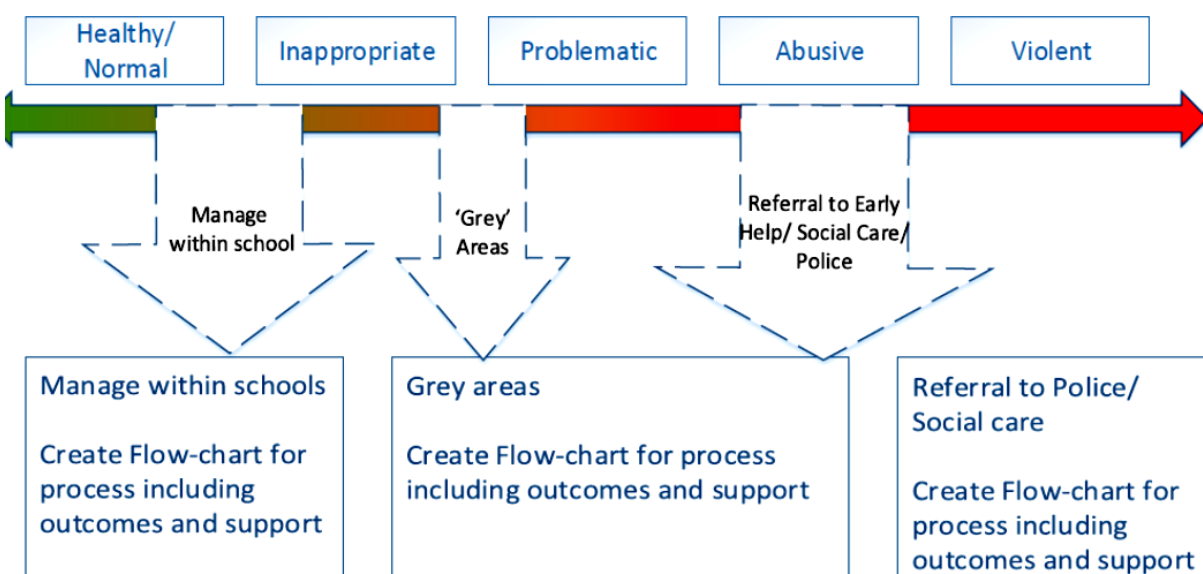 Healthy/
Normal
Inappropriate
Problematic
Abusive
Violent
Manage
within school
‘Grey’
Areas
Referral to Early
Help/ Social Care/
Police
Manage within schools
Create Flow-chart for
process including
outcomes and support
Grey areas
Create Flow-chart for process
including outcomes and support
Referral to Police/
Social care
Create Flow-chart for
process including
outcomes and support